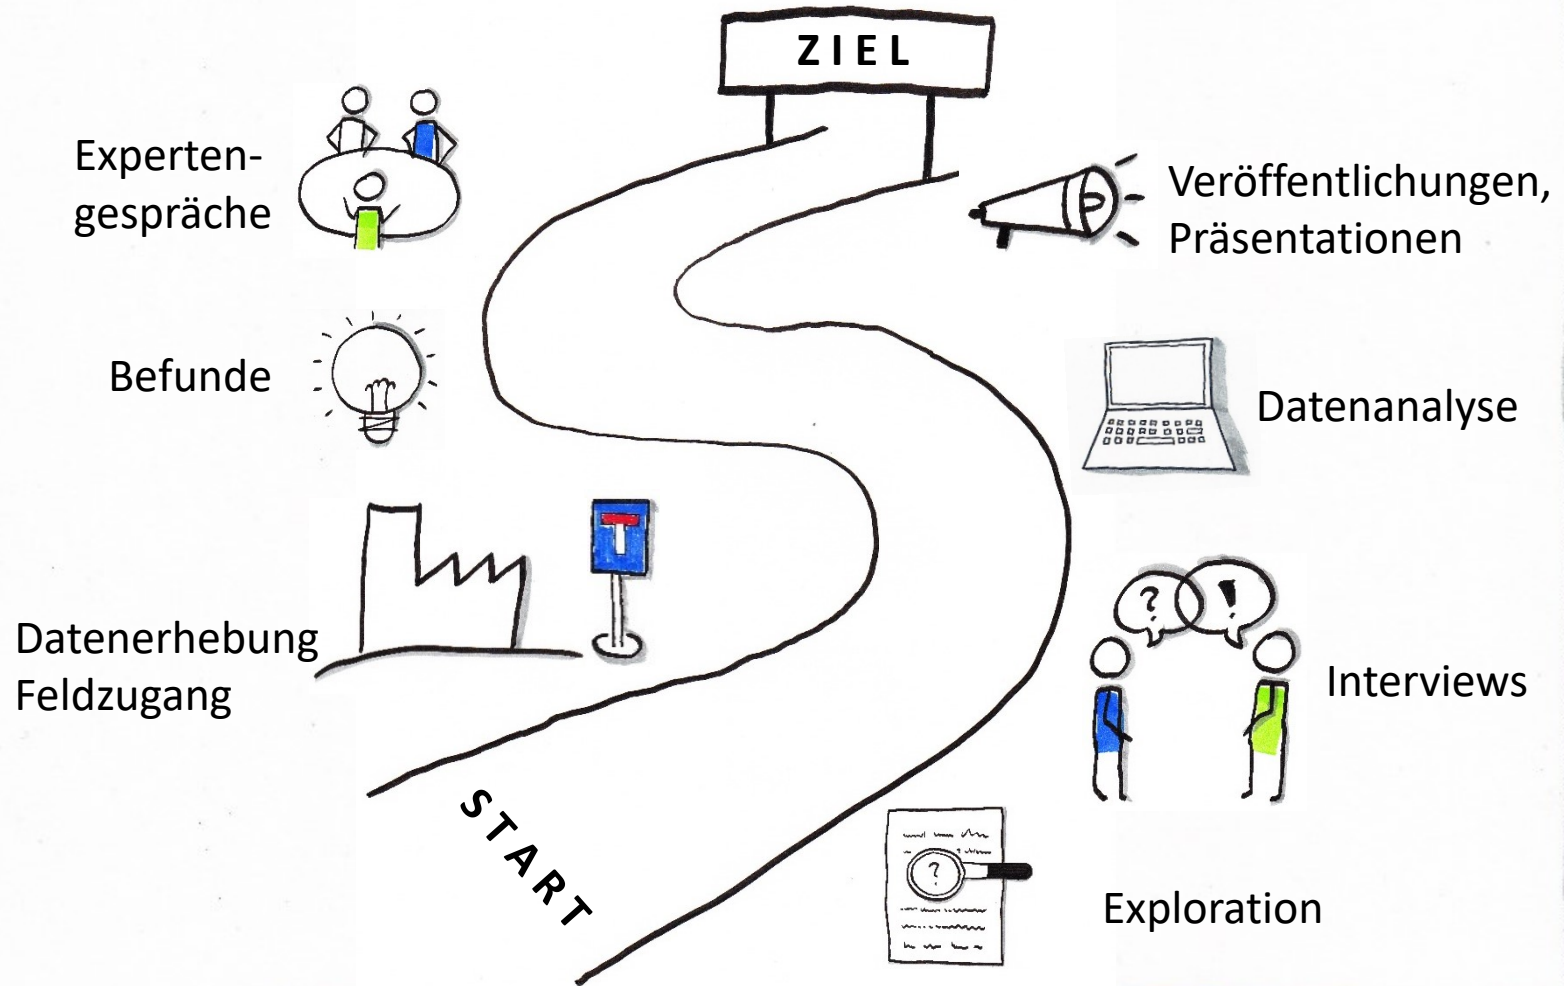 ZIEL
Experten-
gespräche
Veröffentlichungen,
Präsentationen
Befunde
Datenanalyse
T
Datenerhebung
Feldzugang
? !
Interviews
START
?
Exploration